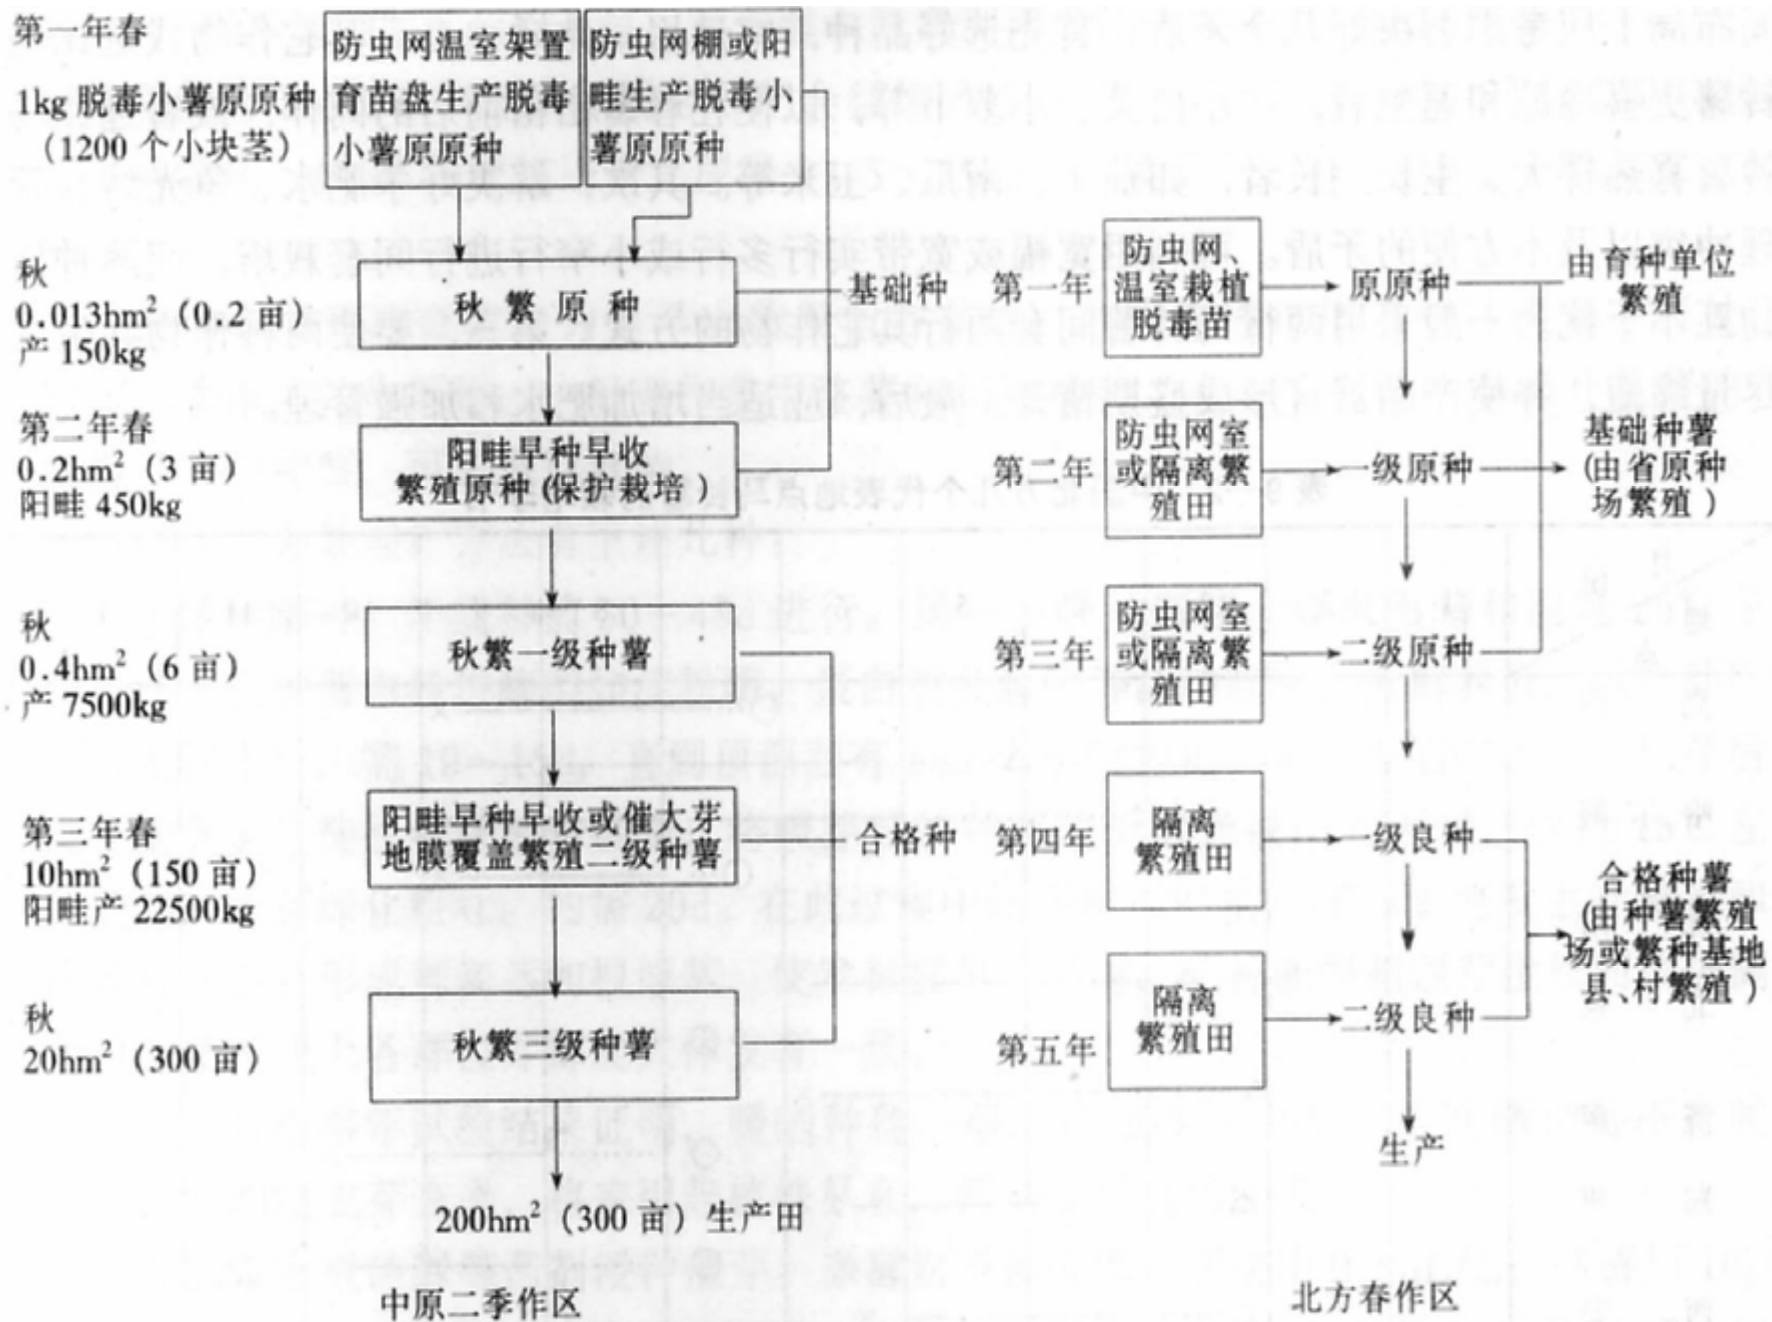 第一年春
1kg 脱毒小薯原原种
(1200 个小块茎)
防虫网温室架置
育苗盘生产脱毒
小薯原原种
防虫网棚或阳
畦生产脱毒小
薯原原种
秋
0.013hm² (0.2 亩)
产 150kg
秋 繁 原 种
基础种
第二年春
0.2hm² (3 亩)
阳畦 450kg
阳畦早种早收
繁殖原种(保护栽培)
秋
0.4hm² (6 亩)
产 7500kg
秋繁一级种薯
第三年春
10hm² (150 亩)
阳畦产 22500kg
阳畦早种早收或催大芽
地膜覆盖繁殖二级种薯
合格种
秋
20hm² (300 亩)
秋繁三级种薯
200hm² (300 亩) 生产田
中原二季作区
第一年
防虫网、
温室栽植
脱毒苗
原原种
由育种单位
繁殖
第二年
防虫网室
或隔离繁
殖田
一级原种
基础种薯
(由省原种
场繁殖)
第三年
防虫网室
或隔离繁
殖田
二级原种
第四年
隔离
繁殖田
一级良种
合格种薯
(由种薯繁殖
场或繁种基地
县、村繁殖)
第五年
隔离
繁殖田
二级良种
生产
北方春作区